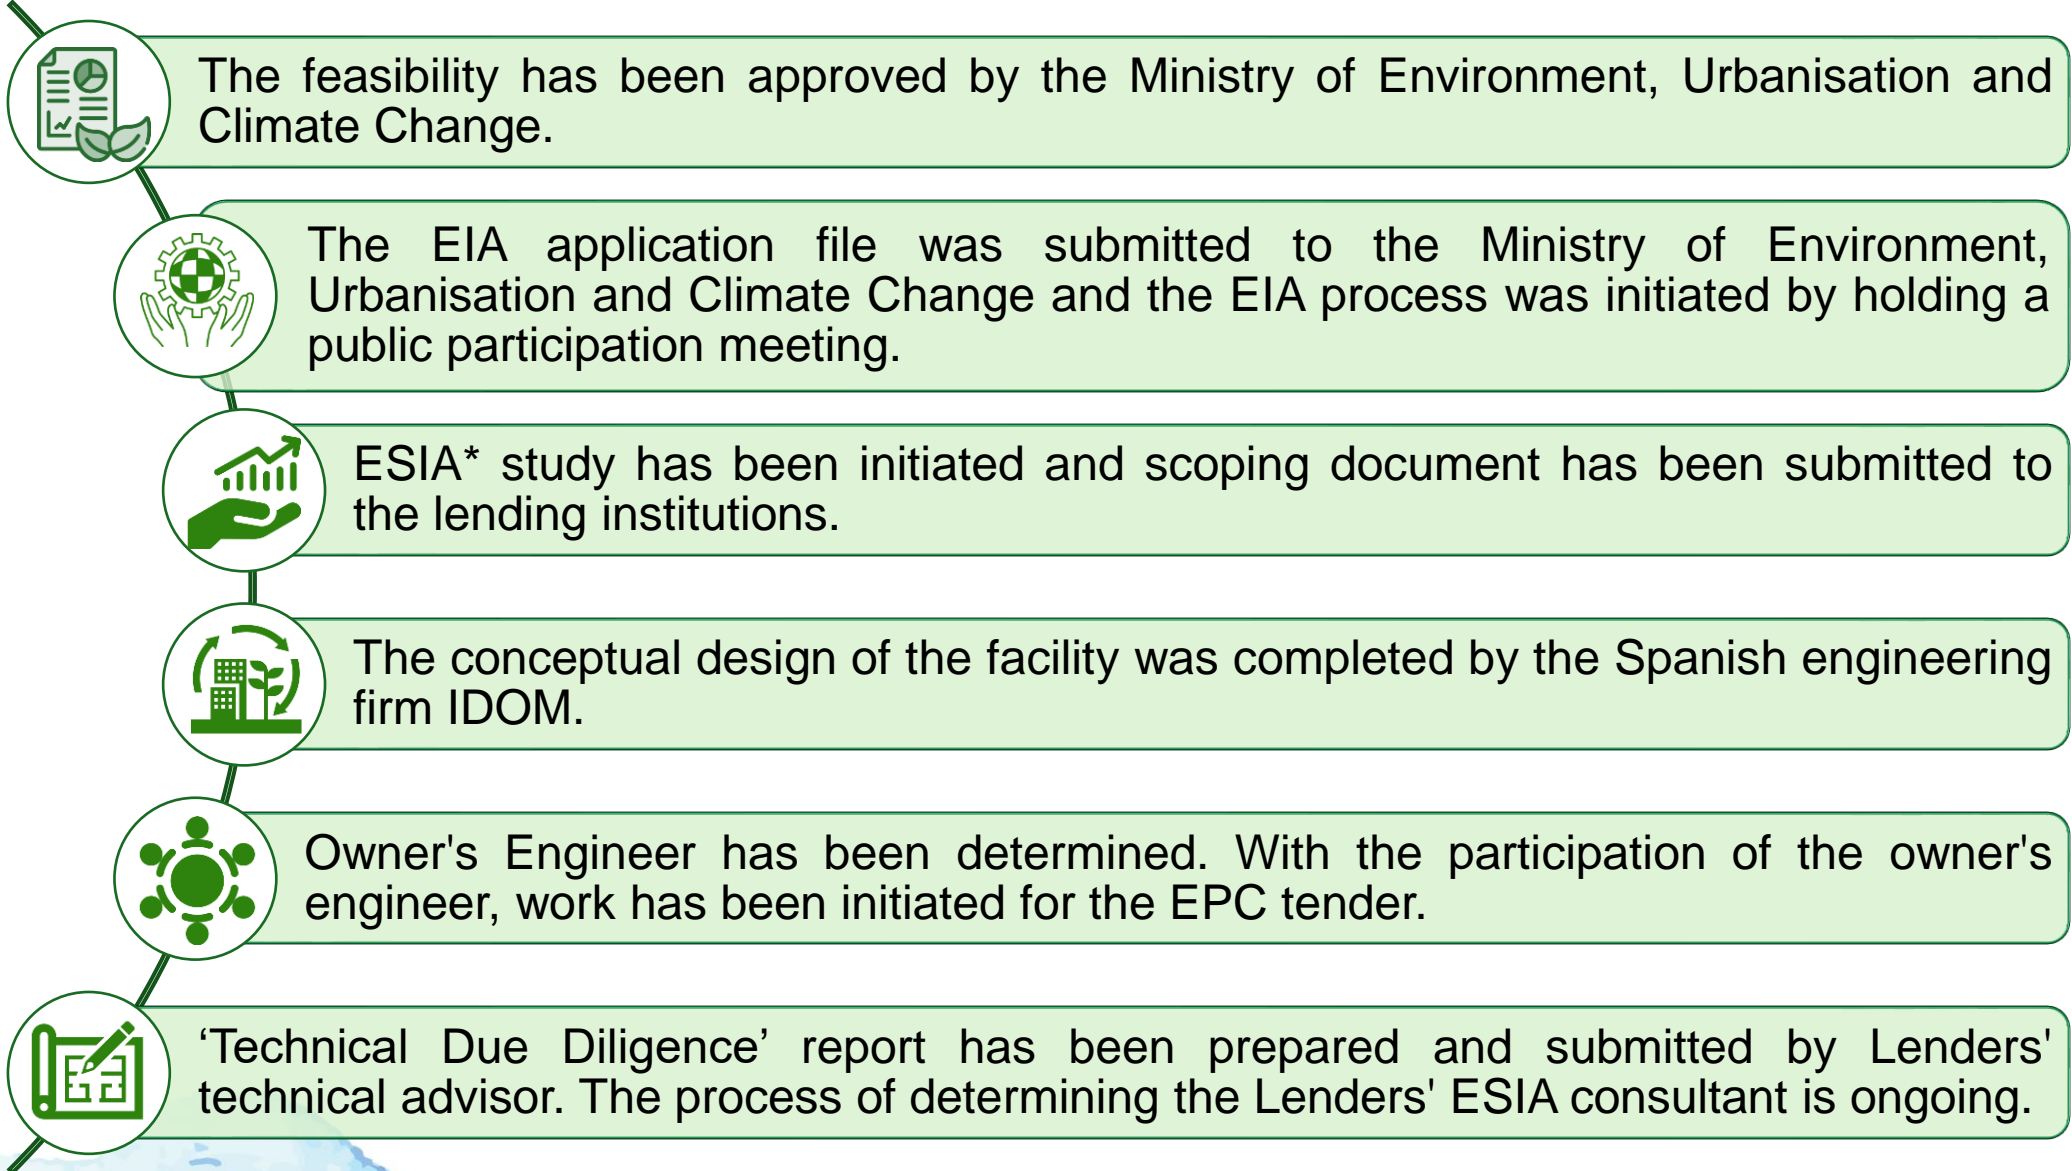 The feasibility has been approved by the Ministry of Environment, Urbanisation and
Climate Change.
The EIA application file was submitted to the Ministry of Environment,
Urbanisation and Climate Change and the EIA process was initiated by holding a
public participation meeting.
ESIA* study has been initiated and scoping document has been submitted to
the lending institutions.
The conceptual design of the facility was completed by the Spanish engineering
firm IDOM.
Owner's Engineer has been determined. With the participation of the owner's
engineer, work has been initiated for the EPC tender.
‘Technical Due Diligence’ report has been prepared and submitted by Lenders'
technical advisor. The process of determining the Lenders' ESIA consultant is ongoing.